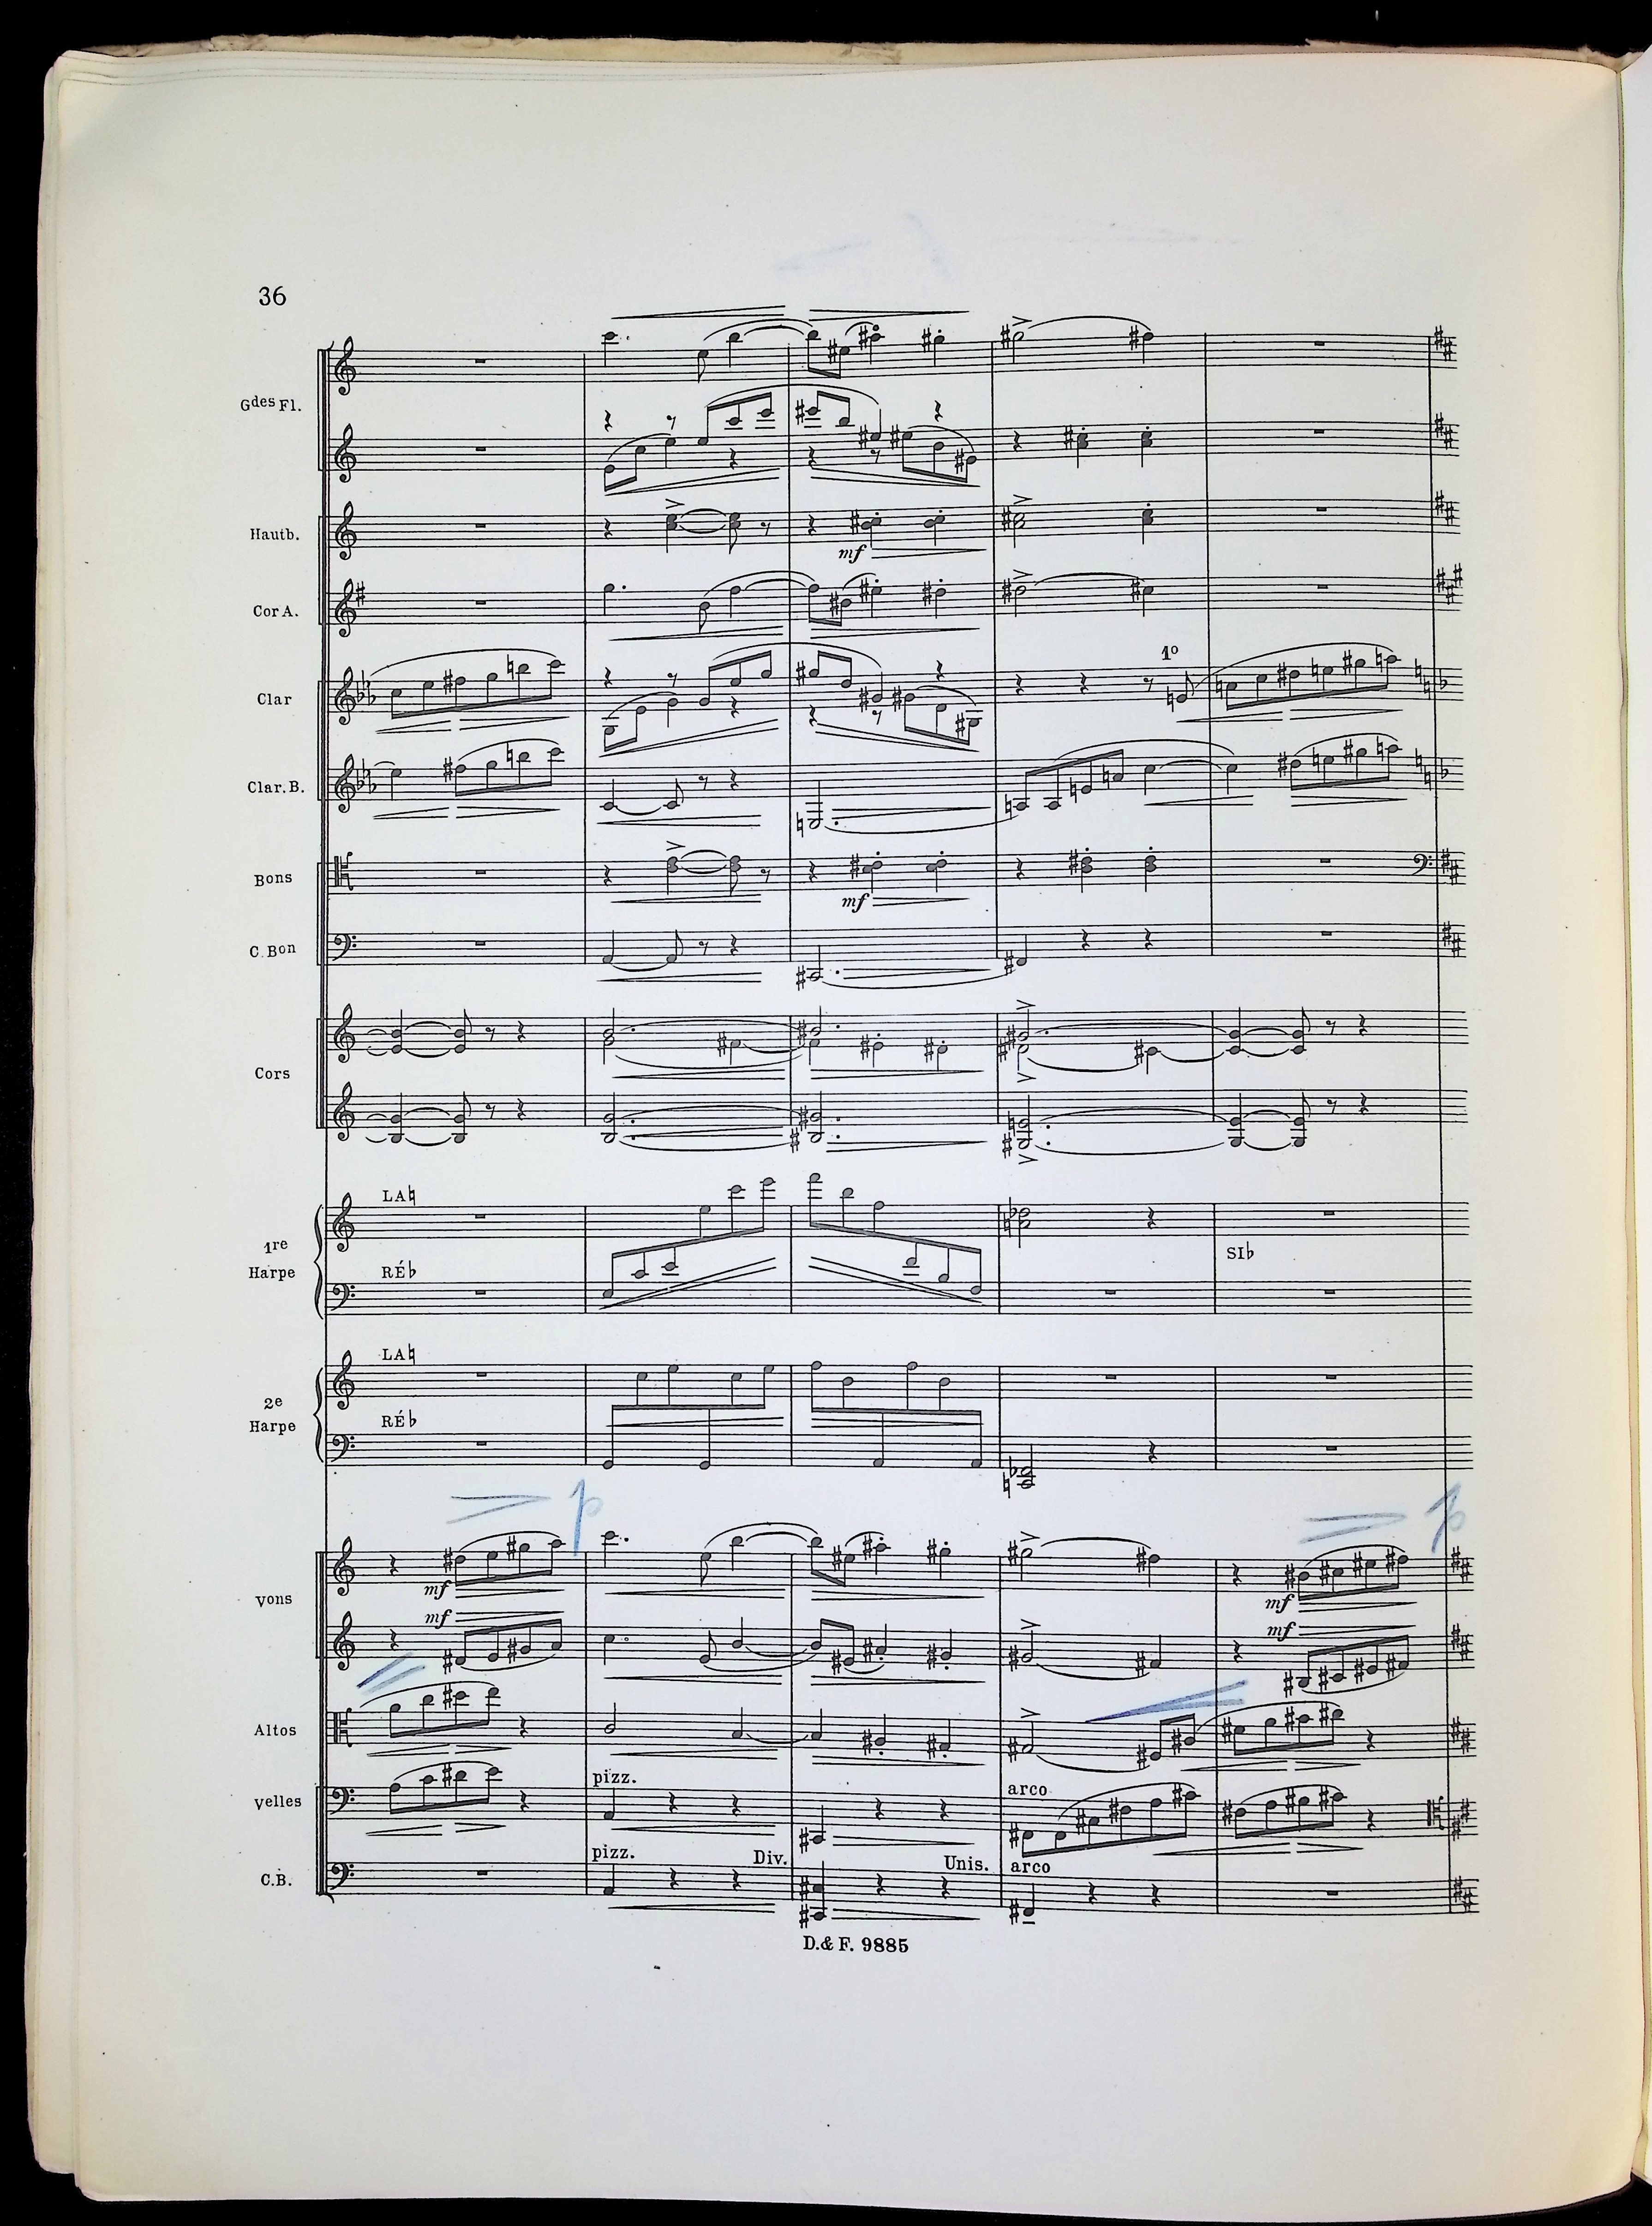 36
Gdes Fl.
Hautb.
mf
Cor A.
1o
Clar
Clar. B.
Bons
mf
C. Bon
Cors
LA♮
1re
Harpe
RÉ♭
SI♭
LA♮
2e
Harpe
RÉ♭
p
p
mf
mf
Vons
mf
mf
Altos
pizz.
arco
Velles
pizz.
Div.
Unis.
arco
C.B.
D.& F. 9885